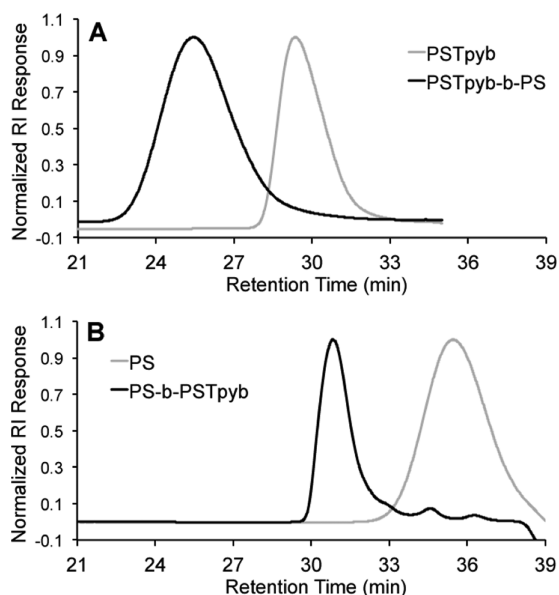 A
1.1
0.9
0.7
0.5
0.3
0.1
-0.1
Normalized RI Response
PSTpyb
PSTpyb-b-PS
21 24 27 30 33 36 39
Retention Time (min)
B
1.1
0.9
0.7
0.5
0.3
0.1
-0.1
Normalized RI Response
PS
PS-b-PSTpyb
21 24 27 30 33 36 39
Retention Time (min)